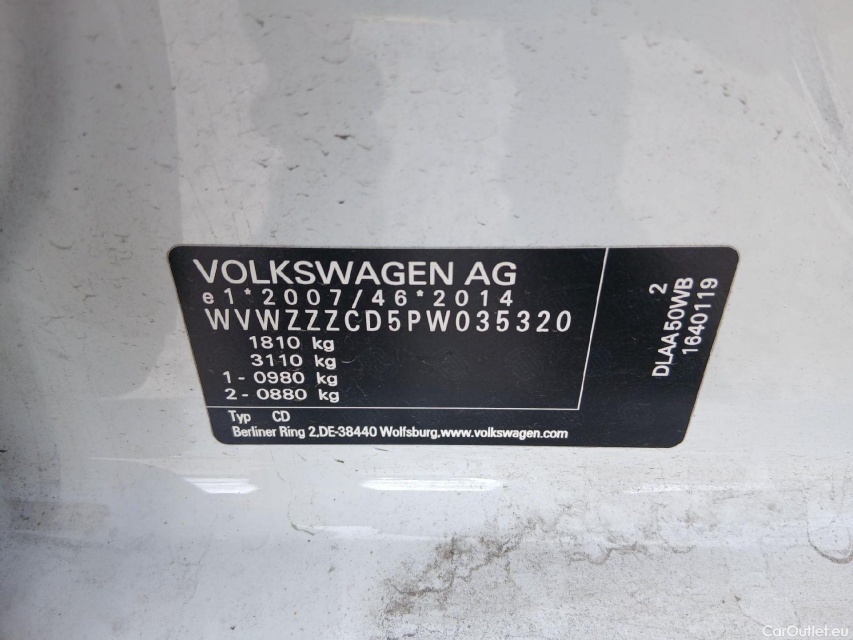 VOLKSWAGEN AG
e1*2007/46*2014
WVWZZZCD5PW035320
1810 kg
3110 kg
1- 0980 kg
2- 0880 kg
Typ CD
Berliner Ring 2,DE-38440 Wolfsburg,www.volkswagen.com
2
DLAA50WB
1640119
CarOutlet.eu